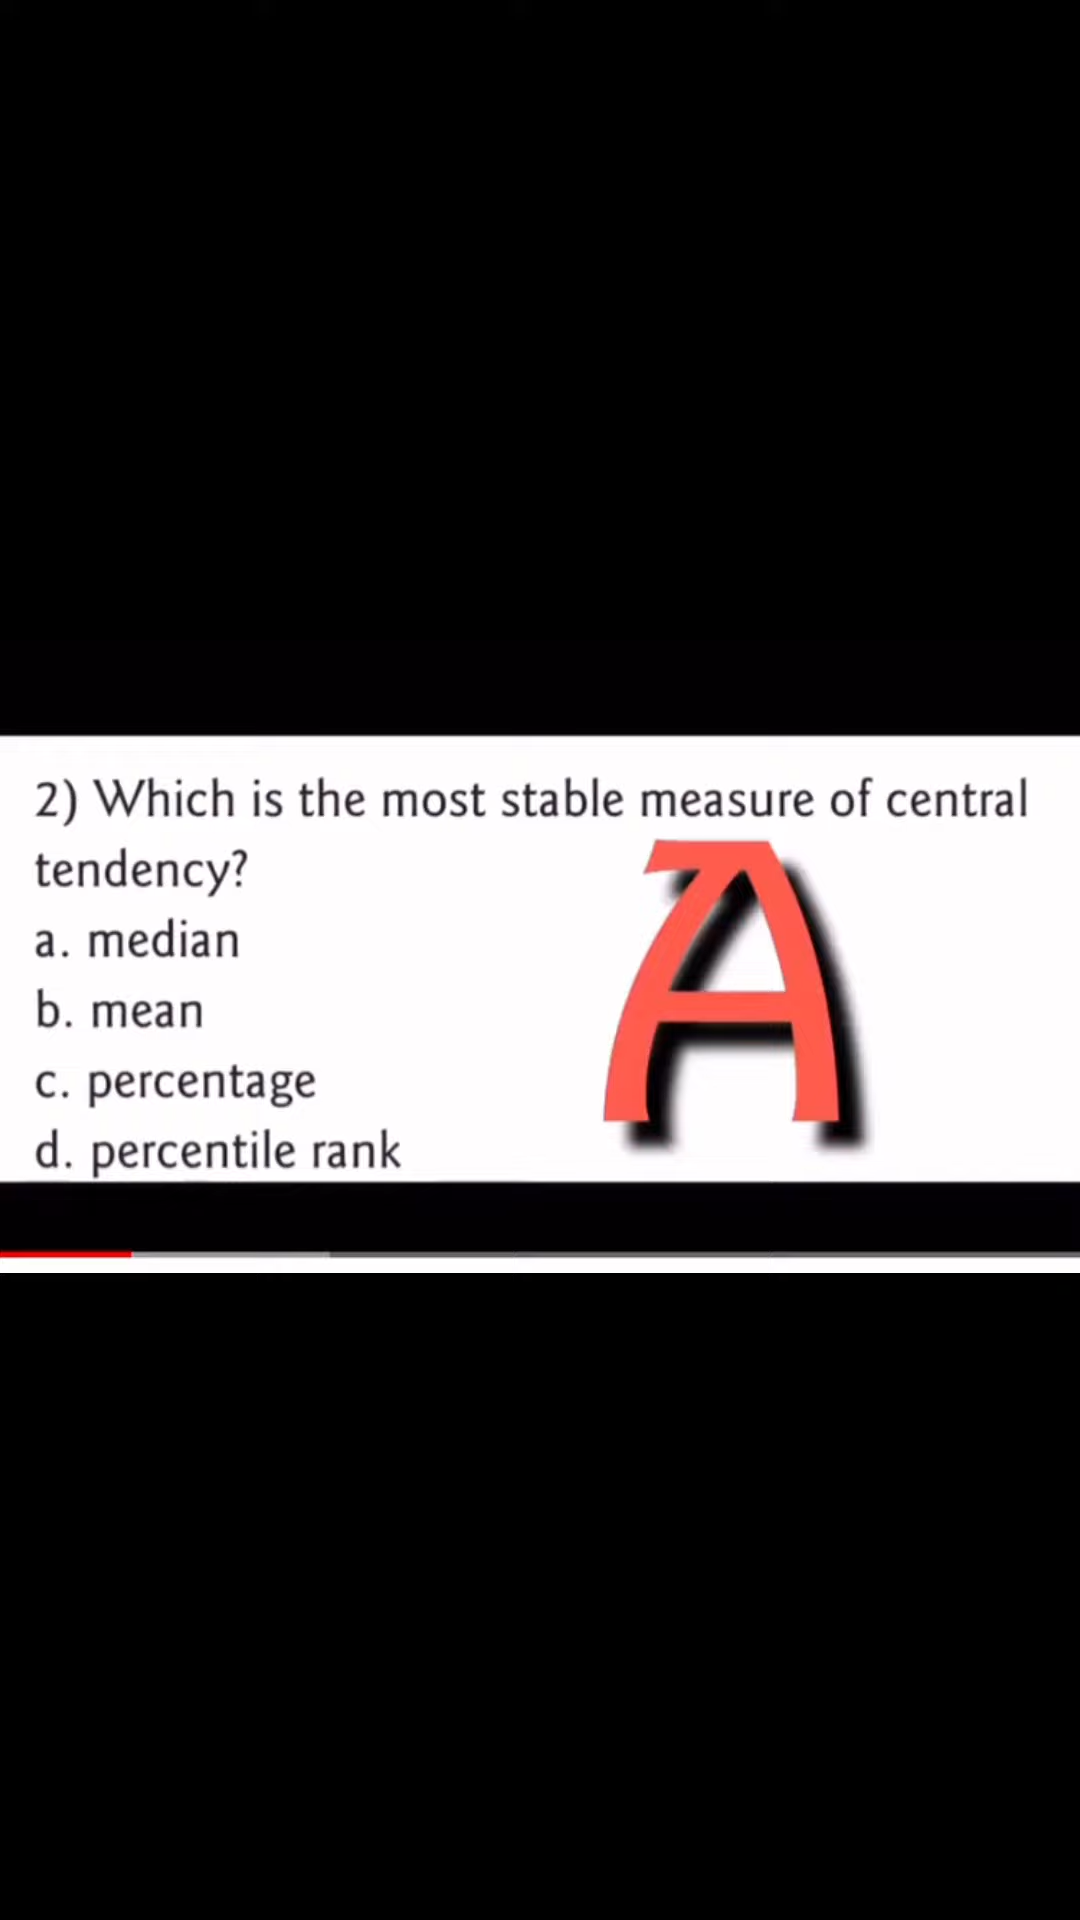 2) Which is the most stable measure of central
tendency?
a. median
b. mean
c. percentage
d. percentile rank
A